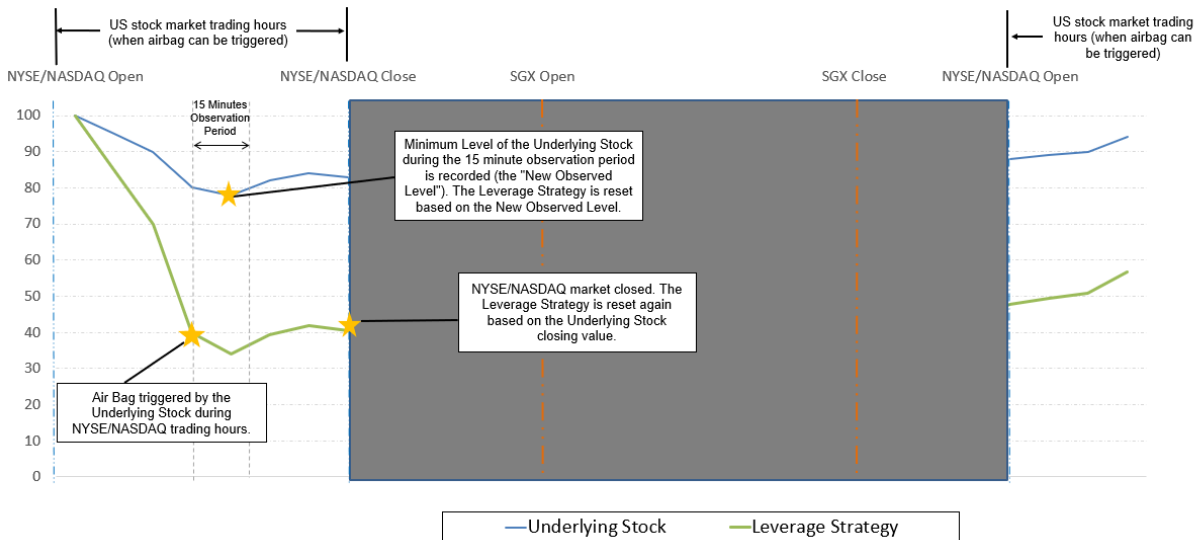 US stock market trading hours
(when airbag can be triggered)
US stock market trading
hours (when airbag can
be triggered)
NYSE/NASDAQ Open
NYSE/NASDAQ Close
SGX Open
SGX Close
NYSE/NASDAQ Open
15 Minutes
Observation
Period
100
90
80
70
60
50
40
30
20
10
0
Minimum Level of the Underlying Stock
during the 15 minute observation period
is recorded (the "New Observed
Level"). The Leverage Strategy is reset
based on the New Observed Level.
NYSE/NASDAQ market closed. The
Leverage Strategy is reset again
based on the Underlying Stock
closing value.
Air Bag triggered by the
Underlying Stock during
NYSE/NASDAQ trading hours.
Underlying Stock
Leverage Strategy